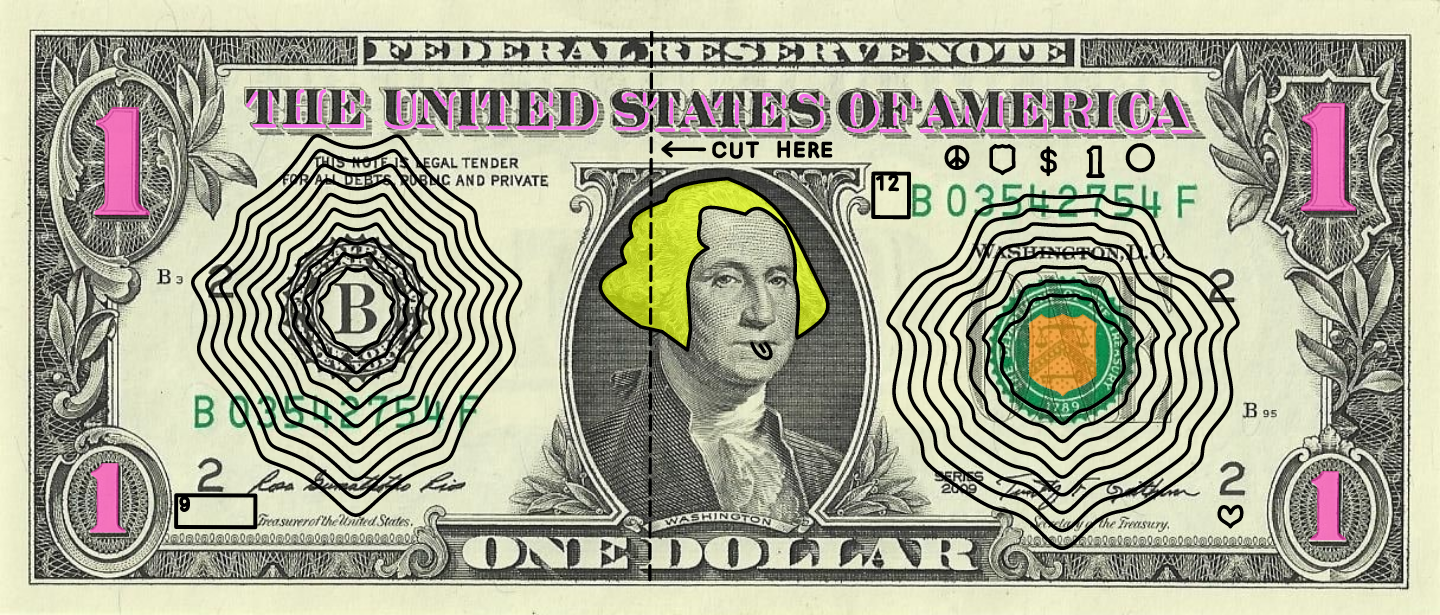 FEDERAL RESERVE NOTE
THE UNITED STATES OF AMERICA
1
1
← CUT HERE
THIS NOTE IS LEGAL TENDER
FOR ALL DEBTS, PUBLIC AND PRIVATE
$ 1
12
B 03542754 F
WASHINGTON, D.C.
B 3
2
2
B
1789
B 03542754 F
B 95
2
SERIES
2009
2
9
Treasurer of the United States.
Secretary of the Treasury.
1
1
WASHINGTON
ONE DOLLAR